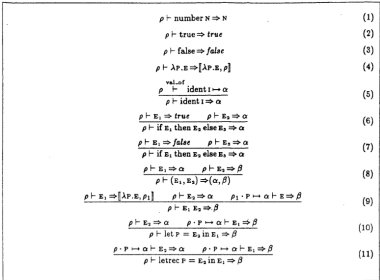 ρ ⊢ number N ⇒ N (1)
ρ ⊢ true ⇒ true (2)
ρ ⊢ false ⇒ false (3)
ρ ⊢ λP.E ⇒ ⟦λP.E, ρ⟧ (4)
val_of
ρ ⊢ ident I ↦ α
ρ ⊢ ident I ⇒ α (5)
ρ ⊢ E₁ ⇒ true ρ ⊢ E₂ ⇒ α
ρ ⊢ if E₁ then E₂ else E₃ ⇒ α (6)
ρ ⊢ E₁ ⇒ false ρ ⊢ E₃ ⇒ α
ρ ⊢ if E₁ then E₂ else E₃ ⇒ α (7)
ρ ⊢ E₁ ⇒ α ρ ⊢ E₂ ⇒ β
ρ ⊢ (E₁, E₂) ⇒ (α, β) (8)
ρ ⊢ E₁ ⇒ ⟦λP.E, ρ₁⟧ ρ ⊢ E₂ ⇒ α ρ₁ · P ↦ α ⊢ E ⇒ β
ρ ⊢ E₁ E₂ ⇒ β (9)
ρ ⊢ E₂ ⇒ α ρ · P ↦ α ⊢ E₁ ⇒ β
ρ ⊢ let P = E₂ in E₁ ⇒ β (10)
ρ · P ↦ α ⊢ E₂ ⇒ α ρ · P ↦ α ⊢ E₁ ⇒ β
ρ ⊢ letrec P = E₂ in E₁ ⇒ β (11)